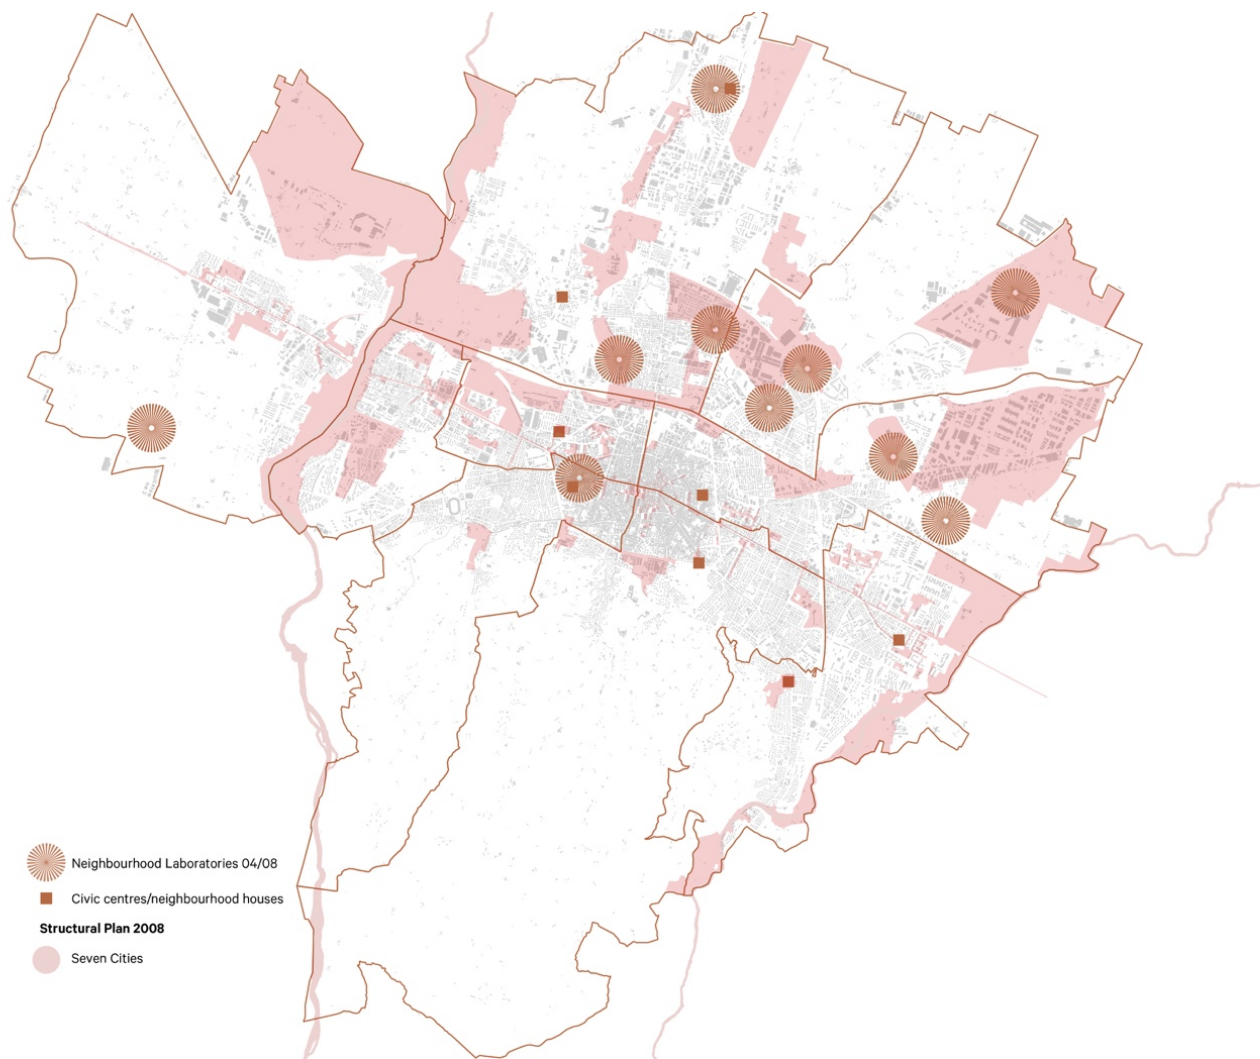 Neighbourhood Laboratories 04/08
Civic centres/neighbourhood houses
Structural Plan 2008
Seven Cities